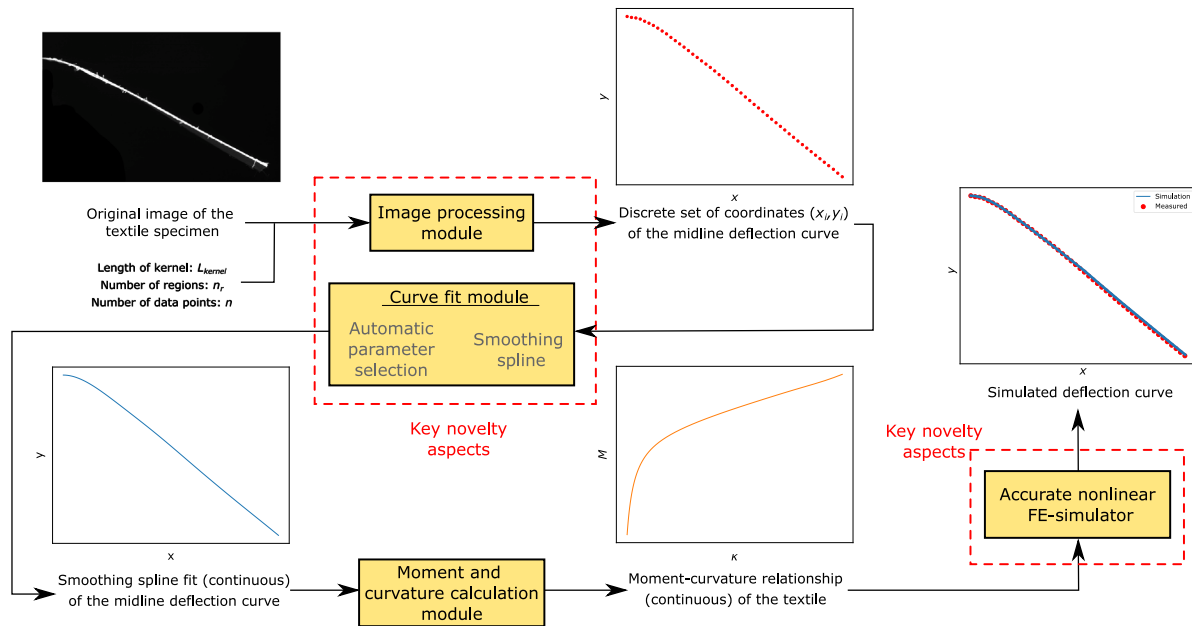 y
x
Original image of the
textile specimen
Image processing
module
Discrete set of coordinates (xᵢ,yᵢ)
of the midline deflection curve
Length of kernel: L_kernel
Number of regions: n_r
Number of data points: n
Curve fit module
Automatic
parameter
selection
Smoothing
spline
Key novelty
aspects
Simulation
Measured
y
x
Simulated deflection curve
Key novelty
aspects
Accurate nonlinear
FE-simulator
y
x
M
κ
Smoothing spline fit (continuous)
of the midline deflection curve
Moment and
curvature calculation
module
Moment-curvature relationship
(continuous) of the textile